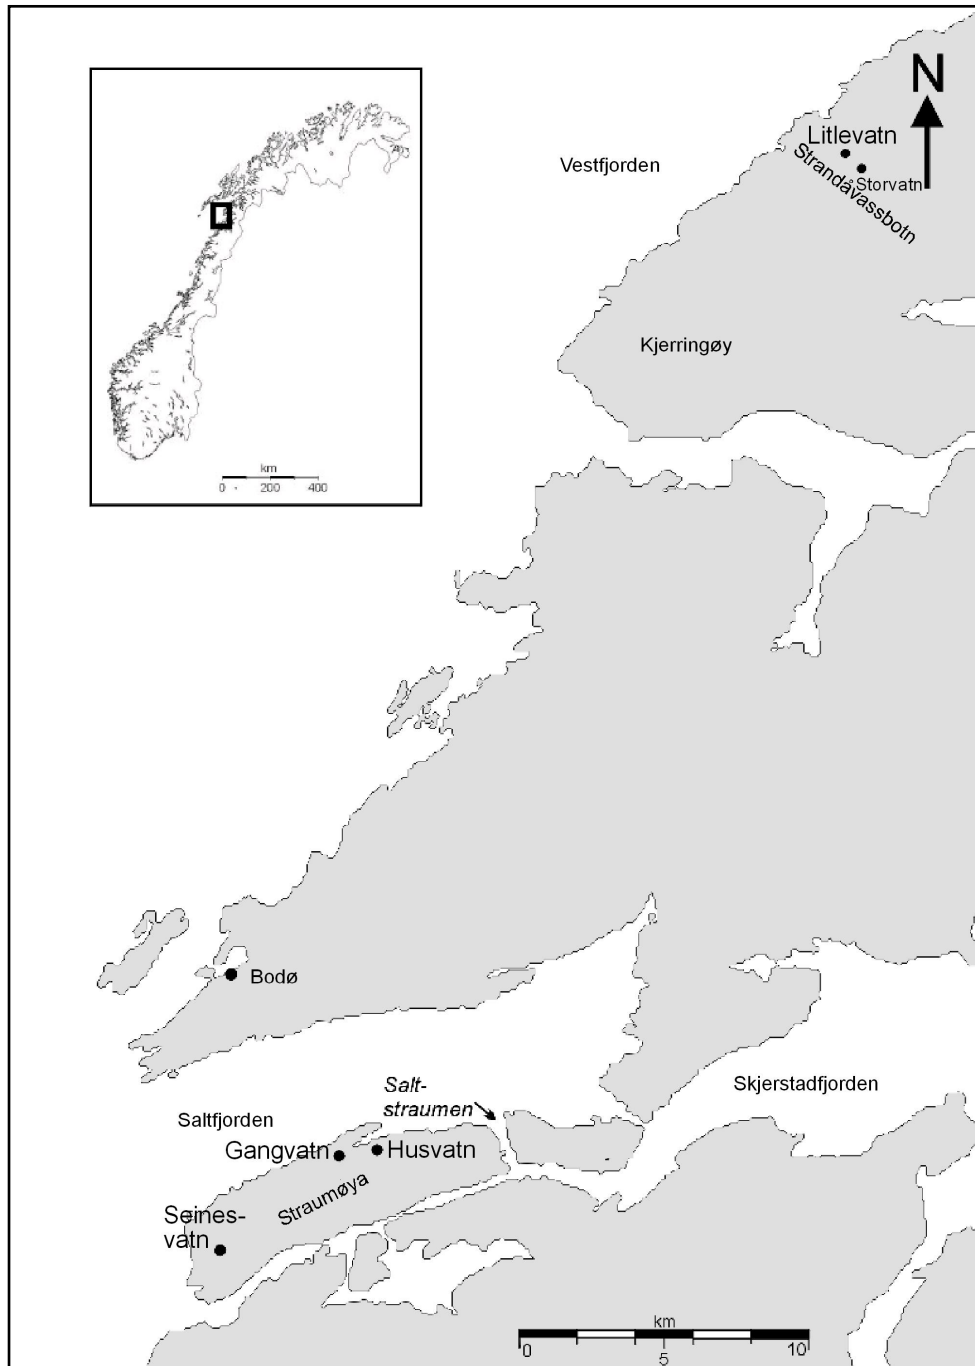 N
Litlevatn
Storvatn
Strandåvassbotn
Vestfjorden
Kjerringøy
km
0 200 400
Bodø
Salt-
straumen
Skjerstadfjorden
Saltfjorden
Gangvatn
Husvatn
Straumøya
Seines-
vatn
km
0 5 10